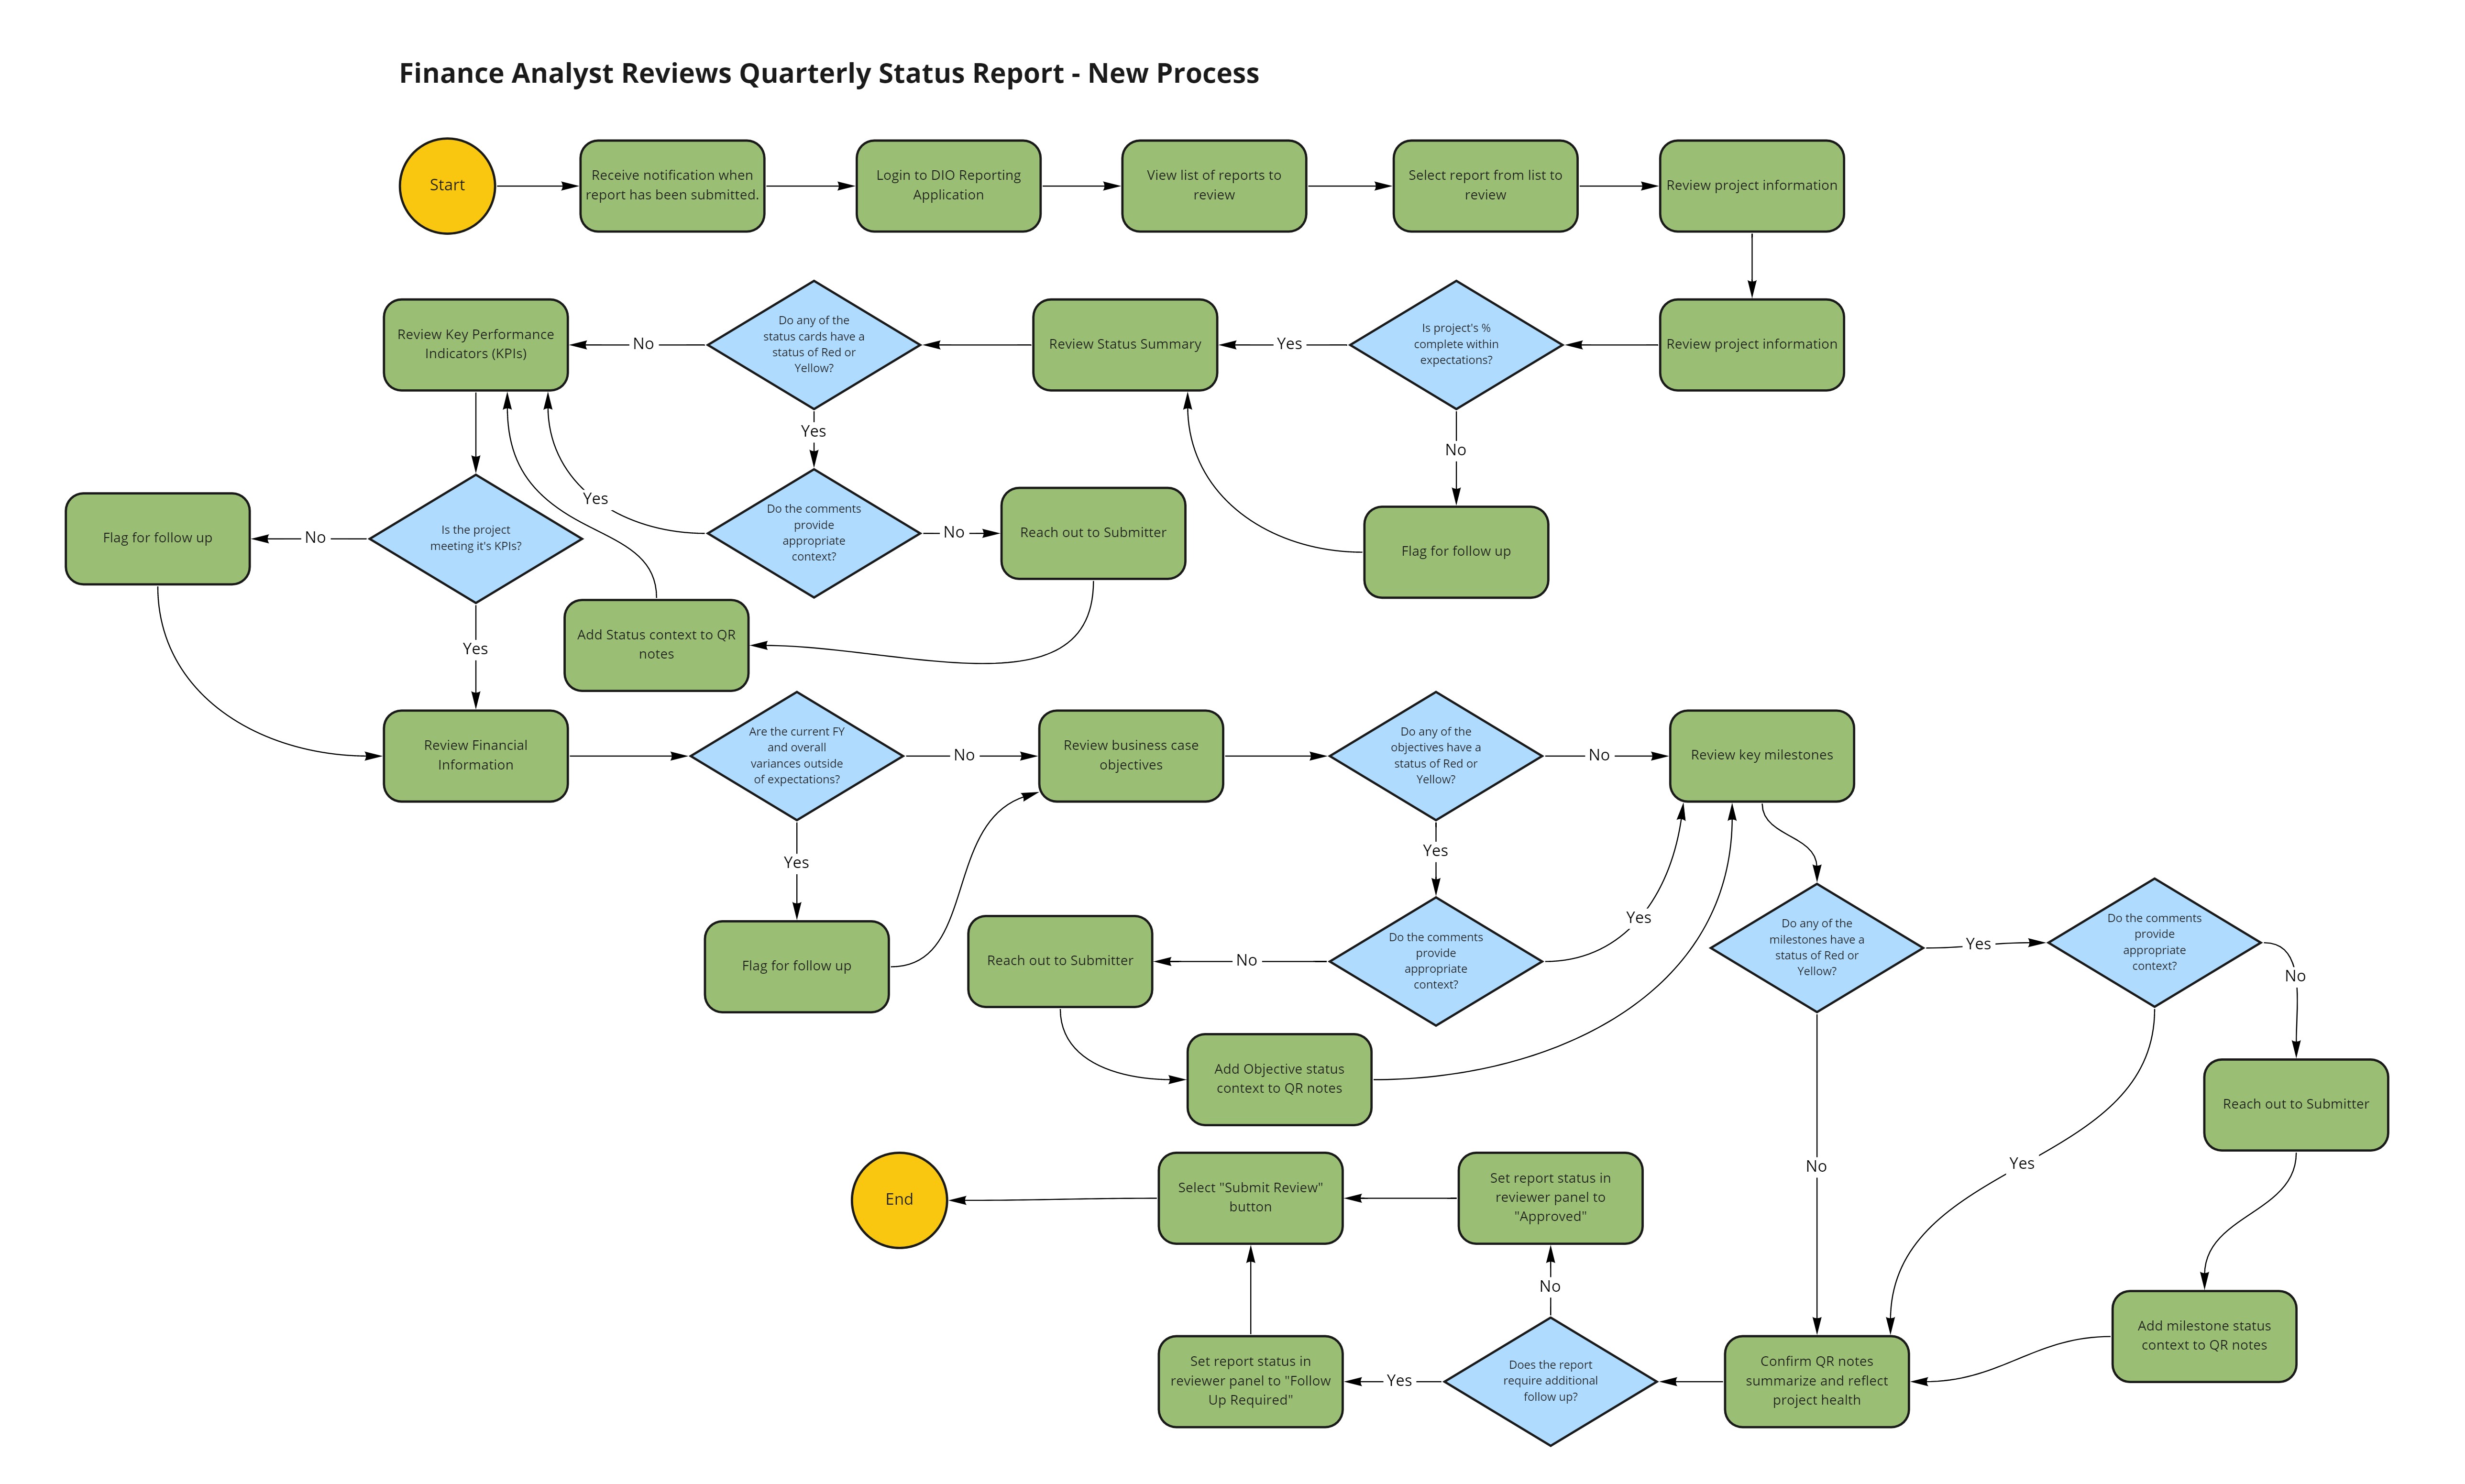 Finance Analyst Reviews Quarterly Status Report - New Process
Start
Receive notification when
report has been submitted.
Login to DIO Reporting
Application
View list of reports to
review
Select report from list to
review
Review project information
Review Key Performance
Indicators (KPIs)
No
Do any of the
status cards have a
status of Red or
Yellow?
Review Status Summary
Yes
Is project's %
complete within
expectations?
Review project information
Yes
No
Flag for follow up
No
Is the project
meeting it's KPIs?
Yes
Do the comments
provide
appropriate
context?
No
Reach out to Submitter
Flag for follow up
Yes
Add Status context to QR
notes
Review Financial
Information
Are the current FY
and overall
variances outside
of expectations?
No
Review business case
objectives
Do any of the
objectives have a
status of Red or
Yellow?
No
Review key milestones
Yes
Yes
Flag for follow up
Reach out to Submitter
No
Do the comments
provide
appropriate
context?
Yes
Do any of the
milestones have a
status of Red or
Yellow?
Yes
Do the comments
provide
appropriate
context?
No
Add Objective status
context to QR notes
Reach out to Submitter
No
Yes
End
Select "Submit Review"
button
Set report status in
reviewer panel to
"Approved"
No
Set report status in
reviewer panel to "Follow
Up Required"
Yes
Does the report
require additional
follow up?
Confirm QR notes
summarize and reflect
project health
Add milestone status
context to QR notes